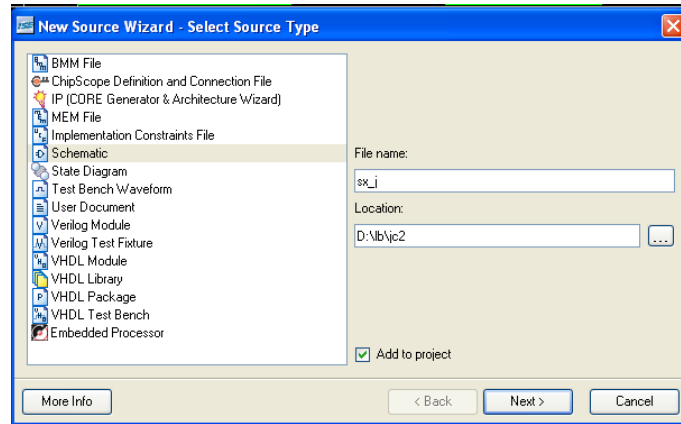 New Source Wizard - Select Source Type
BMM File
ChipScope Definition and Connection File
IP (CORE Generator & Architecture Wizard)
MEM File
Implementation Constraints File
Schematic
State Diagram
Test Bench Waveform
User Document
Verilog Module
Verilog Test Fixture
VHDL Module
VHDL Library
VHDL Package
VHDL Test Bench
Embedded Processor
File name:
sx_j
Location:
D:\lb\jc2
...
Add to project
More Info
< Back
Next >
Cancel